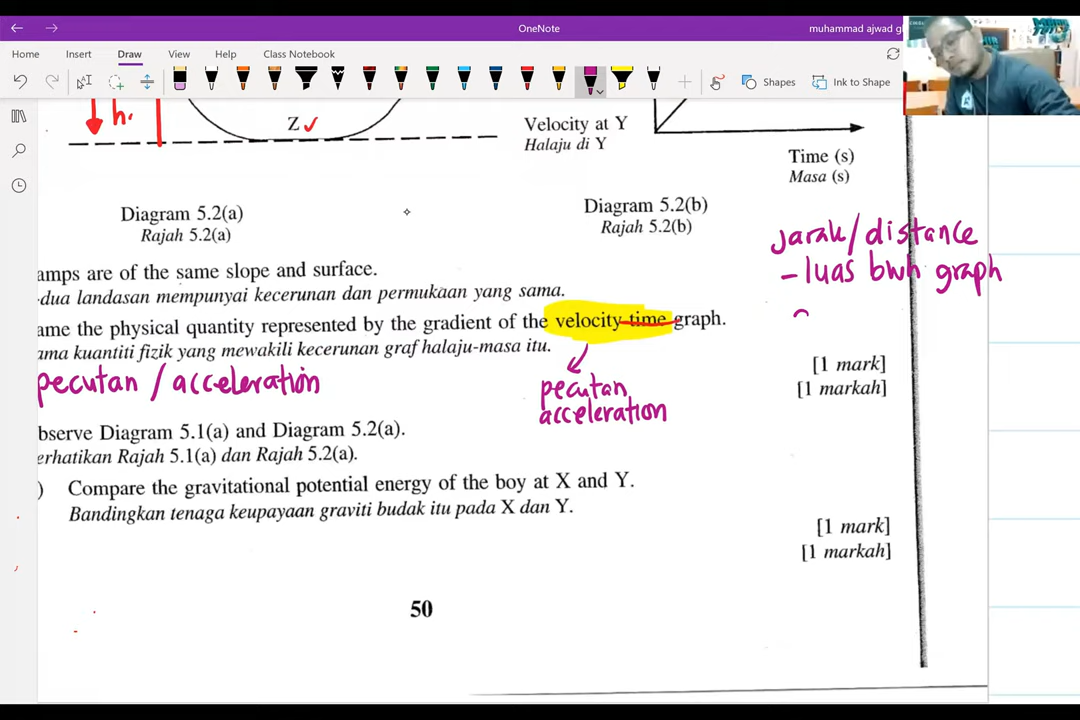 OneNote
muhammad ajwad
Home Insert Draw View Help Class Notebook
Shapes
Ink to Shape
h.
Z ✓
Velocity at Y
Halaju di Y
Time (s)
Masa (s)
Diagram 5.2(a)
Rajah 5.2(a)
Diagram 5.2(b)
Rajah 5.2(b)
jarak/distance
- luas bwh graph
amps are of the same slope and surface.
dua landasan mempunyai kecerunan dan permukaan yang sama.
ame the physical quantity represented by the gradient of the velocity-time graph.
ama kuantiti fizik yang mewakili kecerunan graf halaju-masa itu.
[1 mark]
[1 markah]
pecutan / acceleration
pecutan
acceleration
bserve Diagram 5.1(a) and Diagram 5.2(a).
erhatikan Rajah 5.1(a) dan Rajah 5.2(a).
) Compare the gravitational potential energy of the boy at X and Y.
Bandingkan tenaga keupayaan graviti budak itu pada X dan Y.
[1 mark]
[1 markah]
50